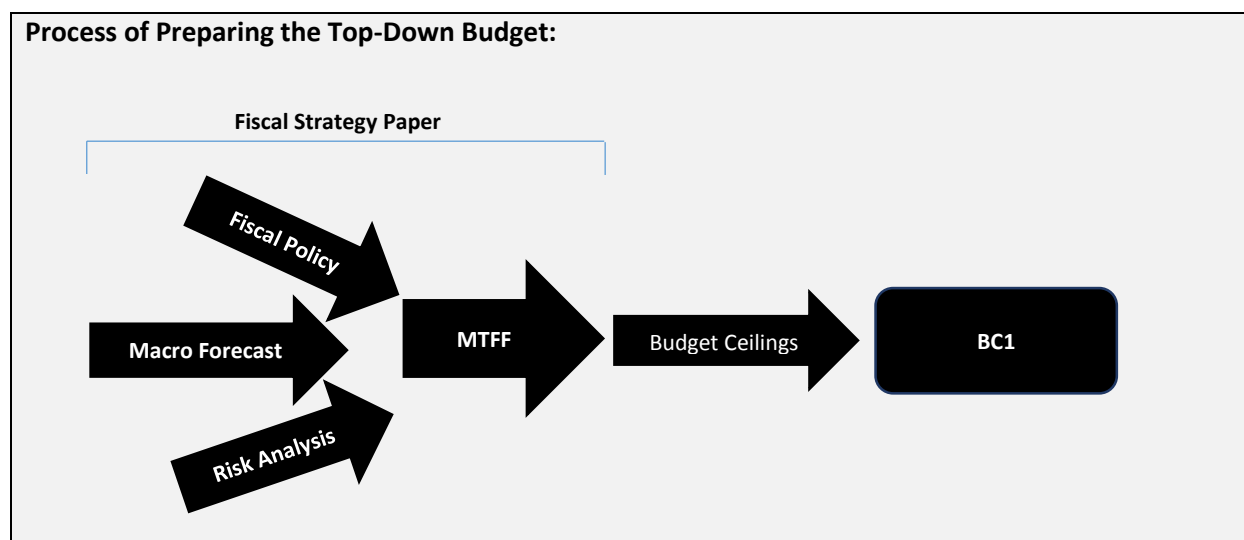 Process of Preparing the Top-Down Budget:
Fiscal Strategy Paper
Fiscal Policy
Macro Forecast
Risk Analysis
MTFF
Budget Ceilings
BC1